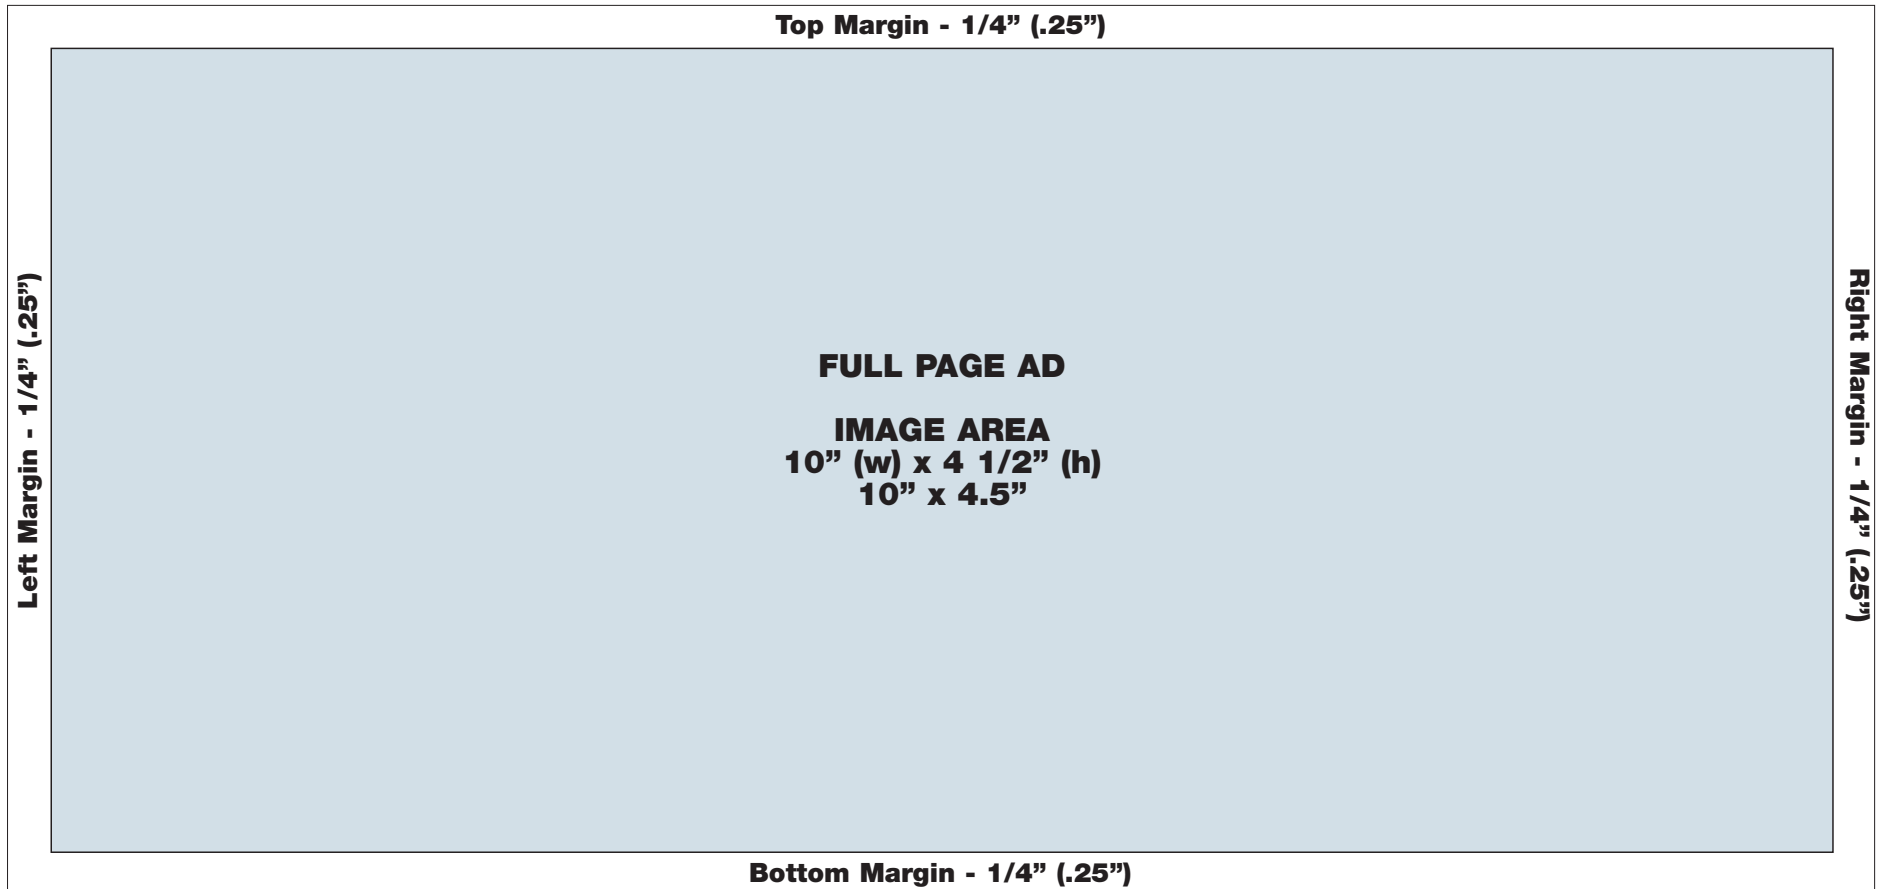 Top Margin - 1/4” (.25”)
Left Margin - 1/4” (.25”)
FULL PAGE AD
IMAGE AREA
10” (w) x 4 1/2” (h)
10” x 4.5”
Right Margin - 1/4” (.25”)
Bottom Margin - 1/4” (.25”)